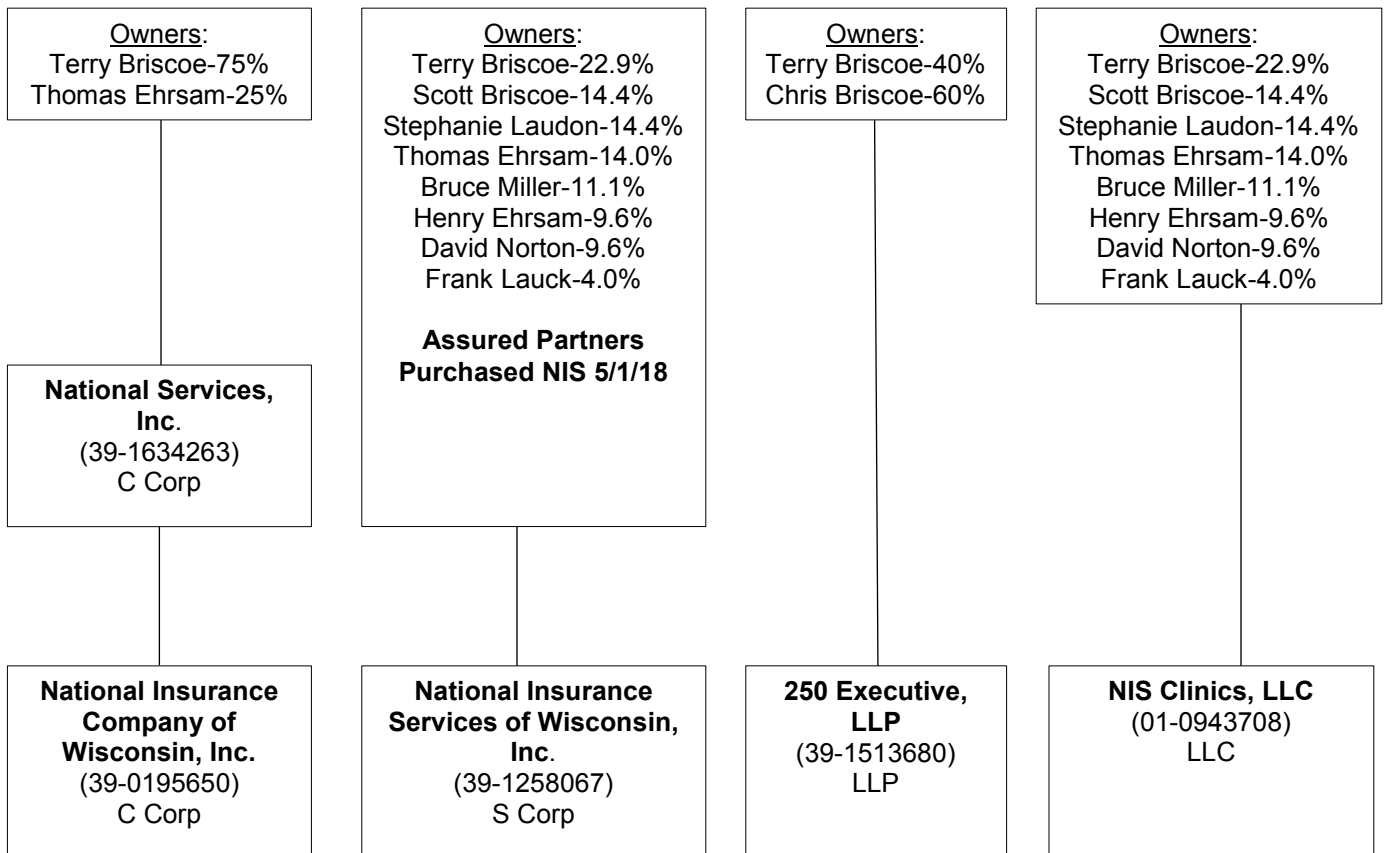 Owners:
Terry Briscoe-75%
Thomas Ehrsam-25%
Owners:
Terry Briscoe-22.9%
Scott Briscoe-14.4%
Stephanie Laudon-14.4%
Thomas Ehrsam-14.0%
Bruce Miller-11.1%
Henry Ehrsam-9.6%
David Norton-9.6%
Frank Lauck-4.0%
Assured Partners
Purchased NIS 5/1/18
Owners:
Terry Briscoe-40%
Chris Briscoe-60%
Owners:
Terry Briscoe-22.9%
Scott Briscoe-14.4%
Stephanie Laudon-14.4%
Thomas Ehrsam-14.0%
Bruce Miller-11.1%
Henry Ehrsam-9.6%
David Norton-9.6%
Frank Lauck-4.0%
National Services,
Inc.
(39-1634263)
C Corp
National Insurance
Company of
Wisconsin, Inc.
(39-0195650)
C Corp
National Insurance
Services of Wisconsin,
Inc.
(39-1258067)
S Corp
250 Executive,
LLP
(39-1513680)
LLP
NIS Clinics, LLC
(01-0943708)
LLC